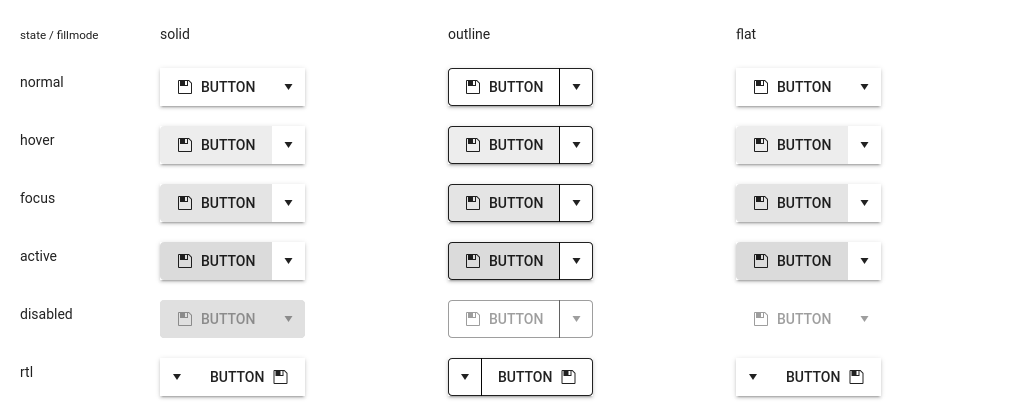 state / fillmode solid outline flat
normal BUTTON BUTTON BUTTON
hover BUTTON BUTTON BUTTON
focus BUTTON BUTTON BUTTON
active BUTTON BUTTON BUTTON
disabled BUTTON BUTTON BUTTON
rtl BUTTON BUTTON BUTTON